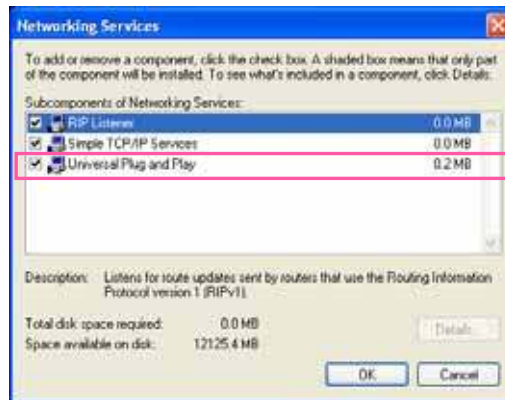 Networking Services
To add or remove a component, click the check box. A shaded box means that only part
of the component will be installed. To see what's included in a component, click Details.
Subcomponents of Networking Services:
RIP Listener 0.0 MB
Simple TCP/IP Services 0.0 MB
Universal Plug and Play 0.2 MB
Description: Listens for route updates sent by routers that use the Routing Information
Protocol version 1 (RIPv1).
Total disk space required: 0.0 MB
Space available on disk: 12125.4 MB
Details...
OK Cancel